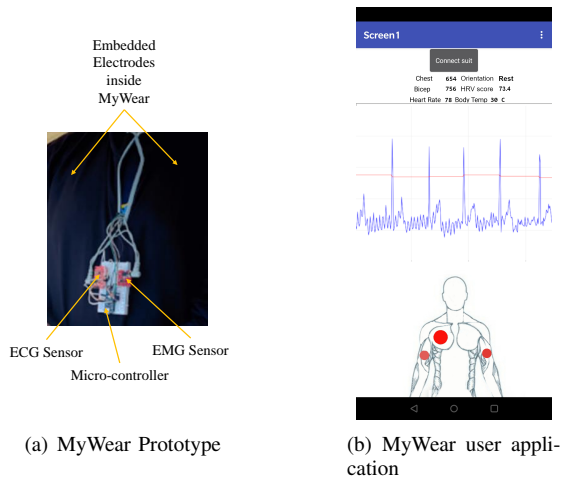 Embedded
Electrodes
inside
MyWear
ECG Sensor
EMG Sensor
Micro-controller
(a) MyWear Prototype
Screen1
Connect suit
Chest 654 Orientation Rest
Bicep 756 HRV score 73.4
Heart Rate 78 Body Temp 30 C
(b) MyWear user appli-
cation